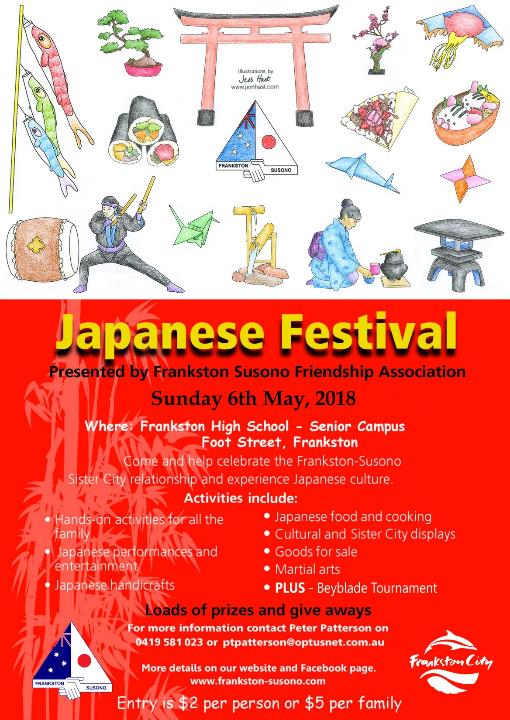 Illustrations by
Jess Hast
www.jernhast.com
FRANKSTON
SUSONO
Japanese Festival
Presented by Frankston Susono Friendship Association
Sunday 6th May, 2018
Where: Frankston High School - Senior Campus
Foot Street, Frankston
Come and help celebrate the Frankston-Susono
Sister City relationship and experience Japanese culture.
Activities include:
• Hands-on activities for all the
family
• Japanese performances and
entertainment
• Japanese handicrafts
• Japanese food and cooking
• Cultural and Sister City displays
• Goods for sale
• Martial arts
• PLUS - Beyblade Tournament
Loads of prizes and give aways
For more information contact Peter Patterson on
0419 581 023 or ptpatterson@optusnet.com.au
More details on our website and Facebook page.
www.frankston-susono.com
FRANKSTON
SUSONO
Frankston City
Entry is $2 per person or $5 per family